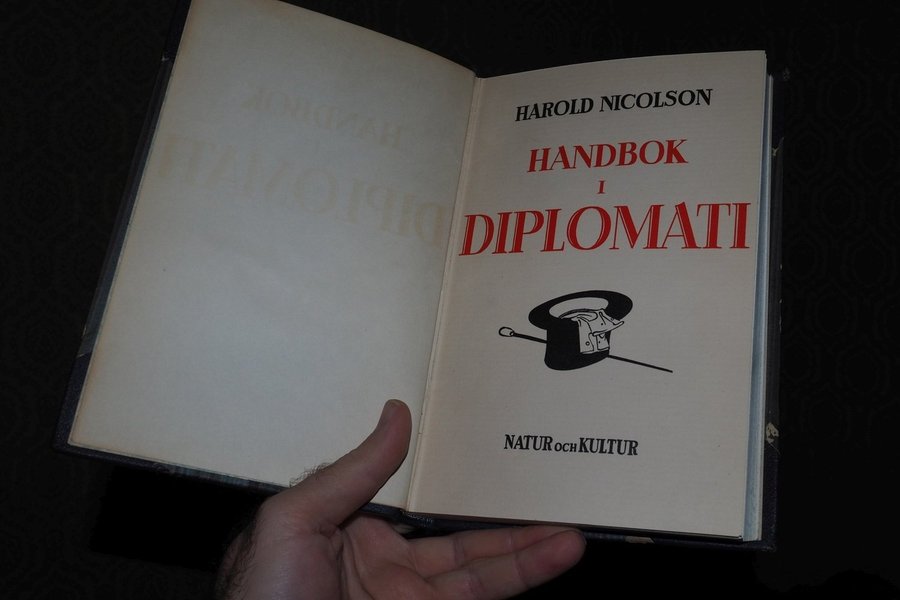 HAROLD NICOLSON
HANDBOK
I
DIPLOMATI
NATUR OCH KULTUR